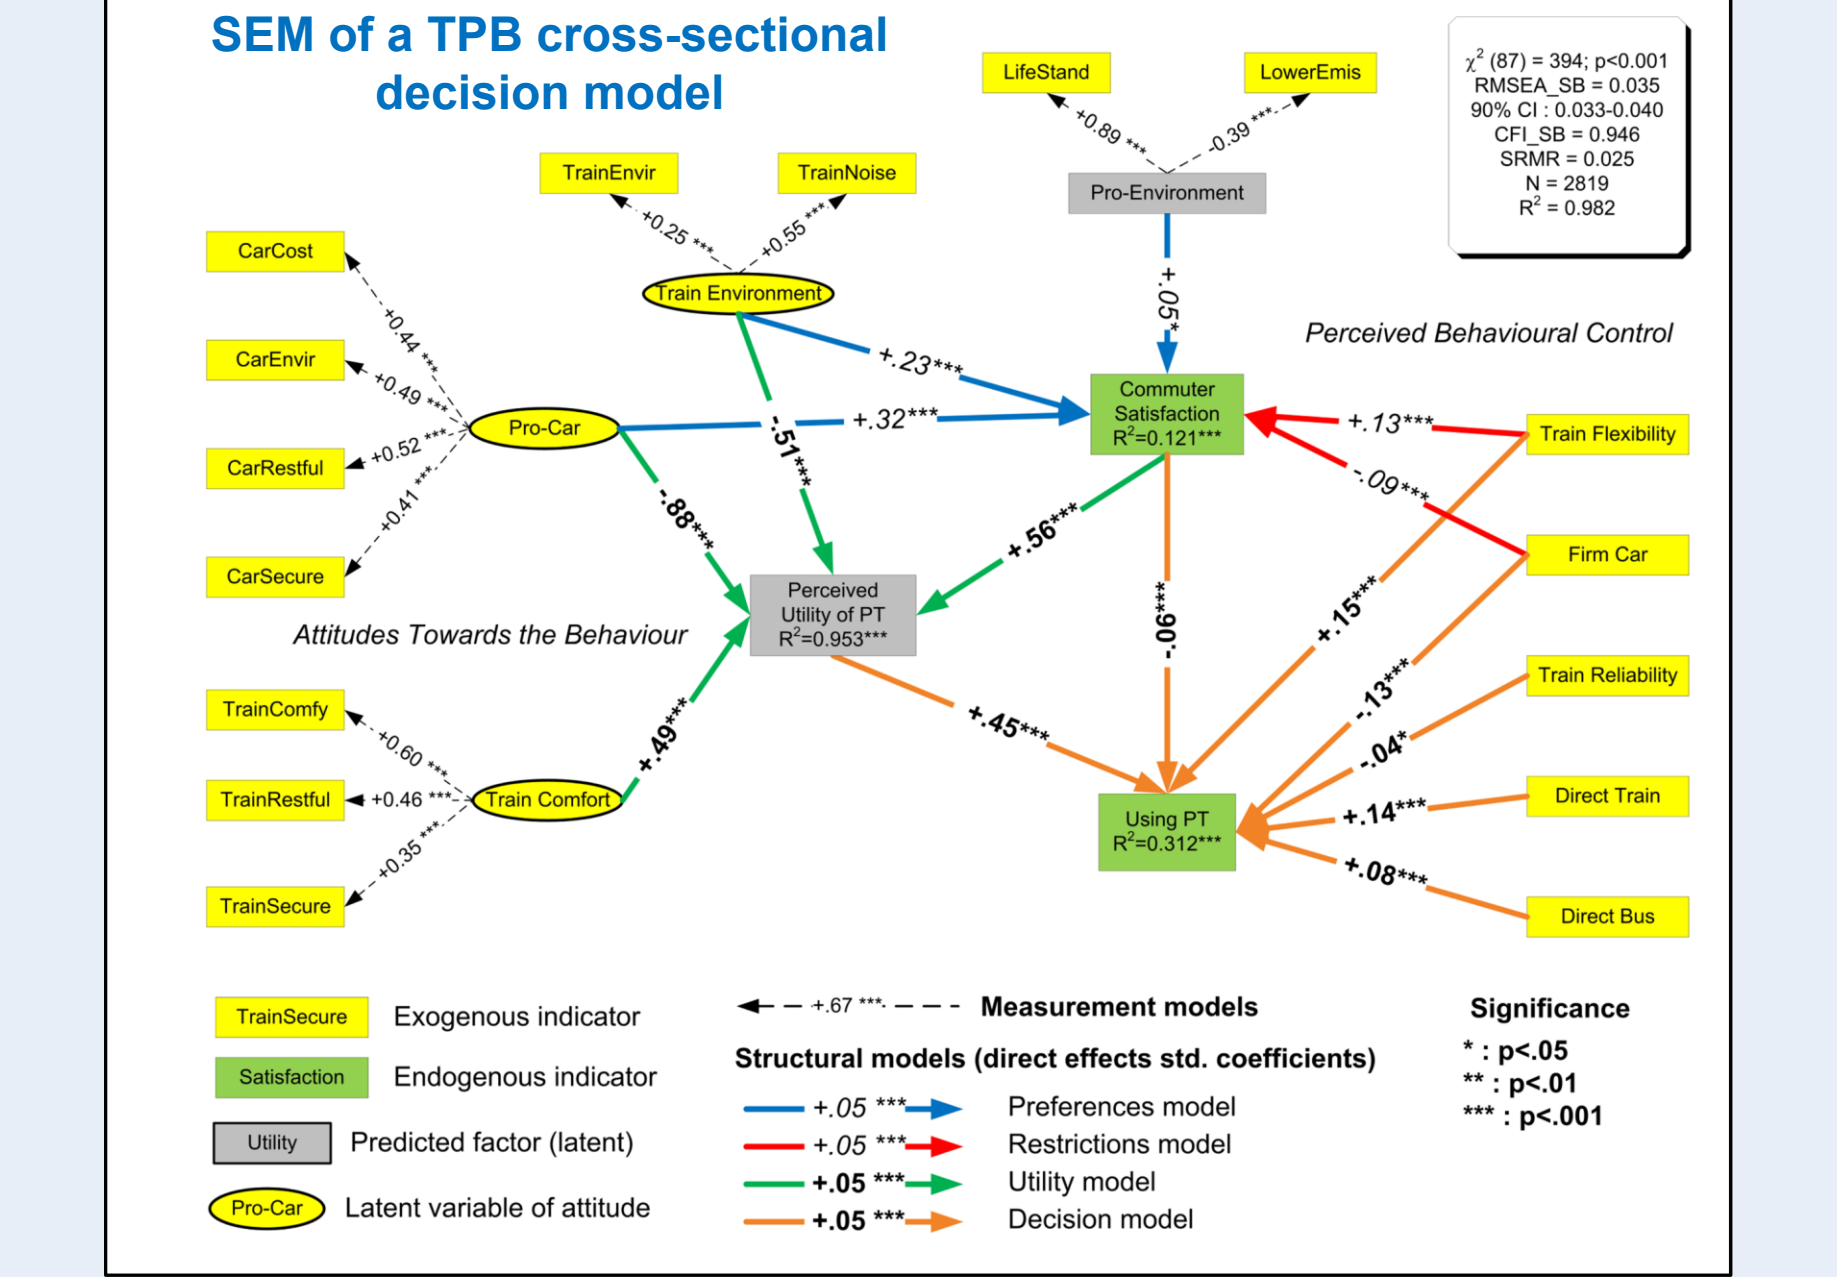 SEM of a TPB cross-sectional
decision model
χ² (87) = 394; p<0.001
RMSEA_SB = 0.035
90% CI : 0.033-0.040
CFI_SB = 0.946
SRMR = 0.025
N = 2819
R² = 0.982
LifeStand
LowerEmis
+0.89 ***
-0.39 ***
Pro-Environment
TrainEnvir
TrainNoise
+0.25 ***
+0.55 ***
Train Environment
CarCost
CarEnvir
CarRestful
CarSecure
+0.44 ***
+0.49 ***
+0.52 ***
+0.41 ***
Pro-Car
+.05*
+.23***
+.32***
-.51***
-.88***
Perceived Behavioural Control
Commuter
Satisfaction
R²=0.121***
+.13***
-.09***
Train Flexibility
Firm Car
Train Reliability
Direct Train
Direct Bus
+.56***
-.06***
+.15***
-.13***
-.04*
+.14***
+.08***
Perceived
Utility of PT
R²=0.953***
Attitudes Towards the Behaviour
+.45***
+.49***
TrainComfy
TrainRestful
TrainSecure
+0.60 ***
+0.46 ***
+0.35 ***
Train Comfort
Using PT
R²=0.312***
TrainSecure Exogenous indicator
Satisfaction Endogenous indicator
Utility Predicted factor (latent)
Pro-Car Latent variable of attitude
+.67 *** Measurement models
Structural models (direct effects std. coefficients)
+.05 *** Preferences model
+.05 *** Restrictions model
+.05 *** Utility model
+.05 *** Decision model
Significance
* : p<.05
** : p<.01
*** : p<.001